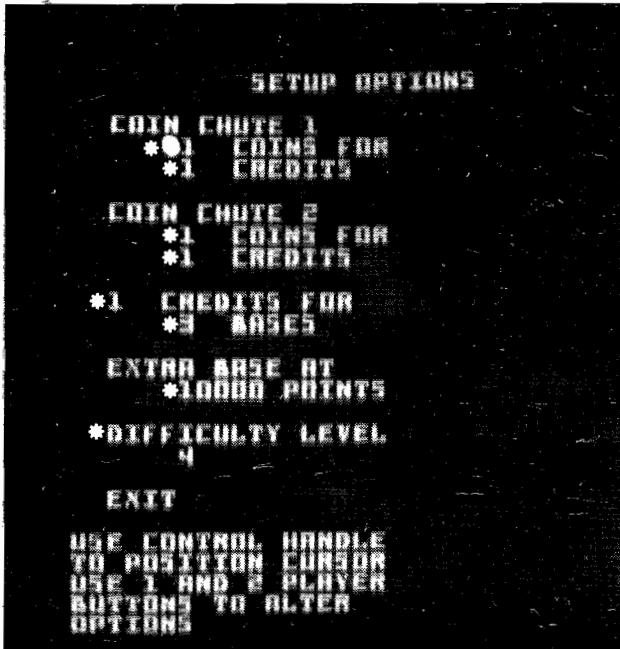 SETUP OPTIONS
COIN CHUTE 1
*1 COINS FOR
*1 CREDITS
COIN CHUTE 2
*1 COINS FOR
*1 CREDITS
*1 CREDITS FOR
*3 BASES
EXTRA BASE AT
*10000 POINTS
*DIFFICULTY LEVEL
4
EXIT
USE CONTROL HANDLE
TO POSITION CURSOR
USE 1 AND 2 PLAYER
BUTTONS TO ALTER
OPTIONS